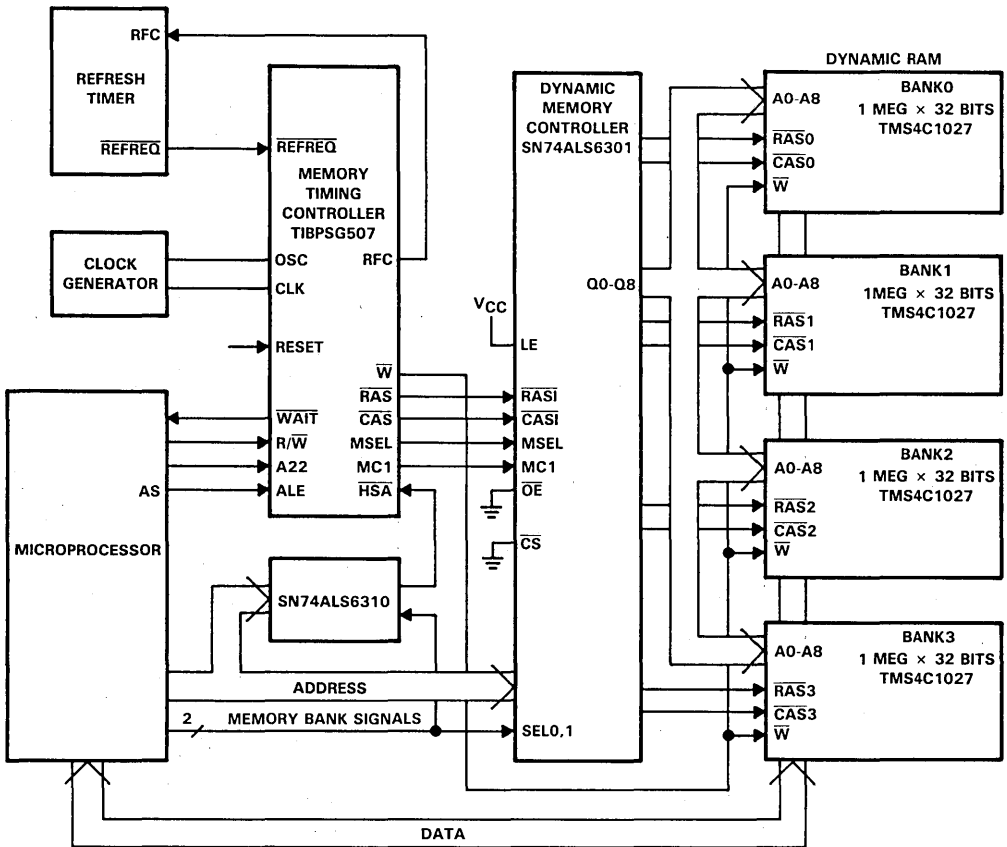 RFC
REFRESH
TIMER
REFREQ
CLOCK
GENERATOR
REFREQ
MEMORY
TIMING
CONTROLLER
TIBPSG507
OSC
RFC
CLK
RESET
W
RAS
WAIT
CAS
R/W
MSEL
A22
MC1
ALE
HSA
AS
MICROPROCESSOR
SN74ALS6310
ADDRESS
2
MEMORY BANK SIGNALS
DATA
DYNAMIC
MEMORY
CONTROLLER
SN74ALS6301
Q0-Q8
VCC
LE
RASI
CASI
MSEL
MC1
OE
CS
SEL0,1
DYNAMIC RAM
BANK0
A0-A8
1 MEG × 32 BITS
TMS4C1027
RAS0
CAS0
W
BANK1
A0-A8
1MEG × 32 BITS
TMS4C1027
RAS1
CAS1
W
BANK2
A0-A8
1 MEG × 32 BITS
TMS4C1027
RAS2
CAS2
W
BANK3
A0-A8
1 MEG × 32 BITS
TMS4C1027
RAS3
CAS3
W